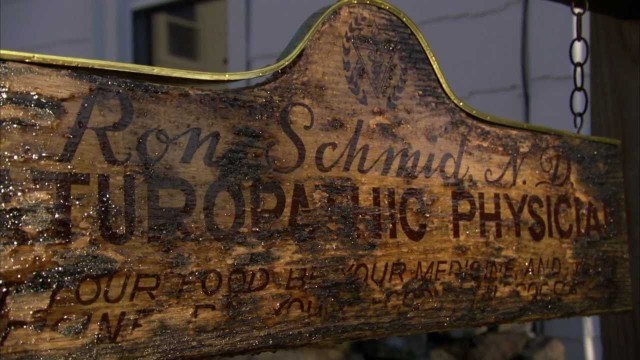 Ron Schmid, N.D.
TUROPATHIC PHYSICIA
YOUR FOOD BE YOUR MEDICINE AND